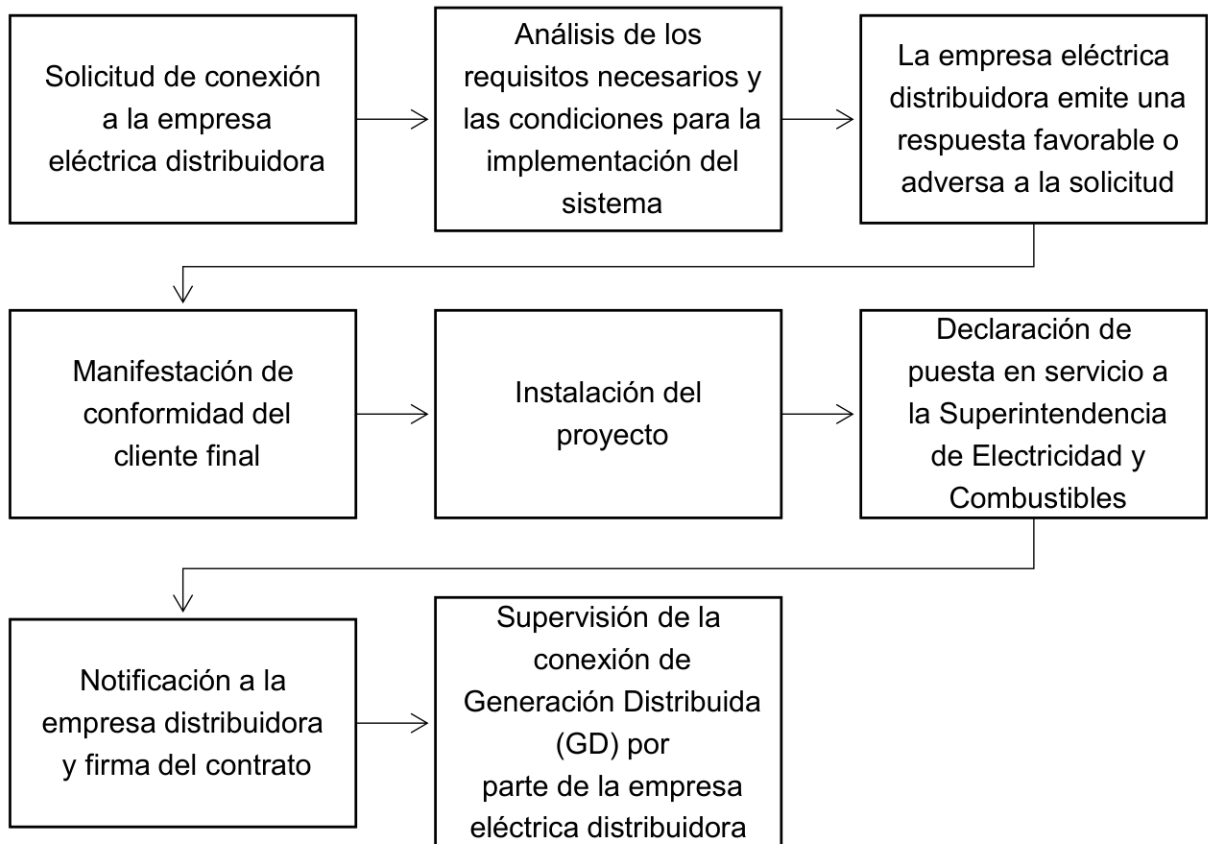 Solicitud de conexión
a la empresa
eléctrica distribuidora
Análisis de los
requisitos necesarios y
las condiciones para la
implementación del
sistema
La empresa eléctrica
distribuidora emite una
respuesta favorable o
adversa a la solicitud
Manifestación de
conformidad del
cliente final
Instalación del
proyecto
Declaración de
puesta en servicio a
la Superintendencia
de Electricidad y
Combustibles
Notificación a la
empresa distribuidora
y firma del contrato
Supervisión de la
conexión de
Generación Distribuida
(GD) por
parte de la empresa
eléctrica distribuidora